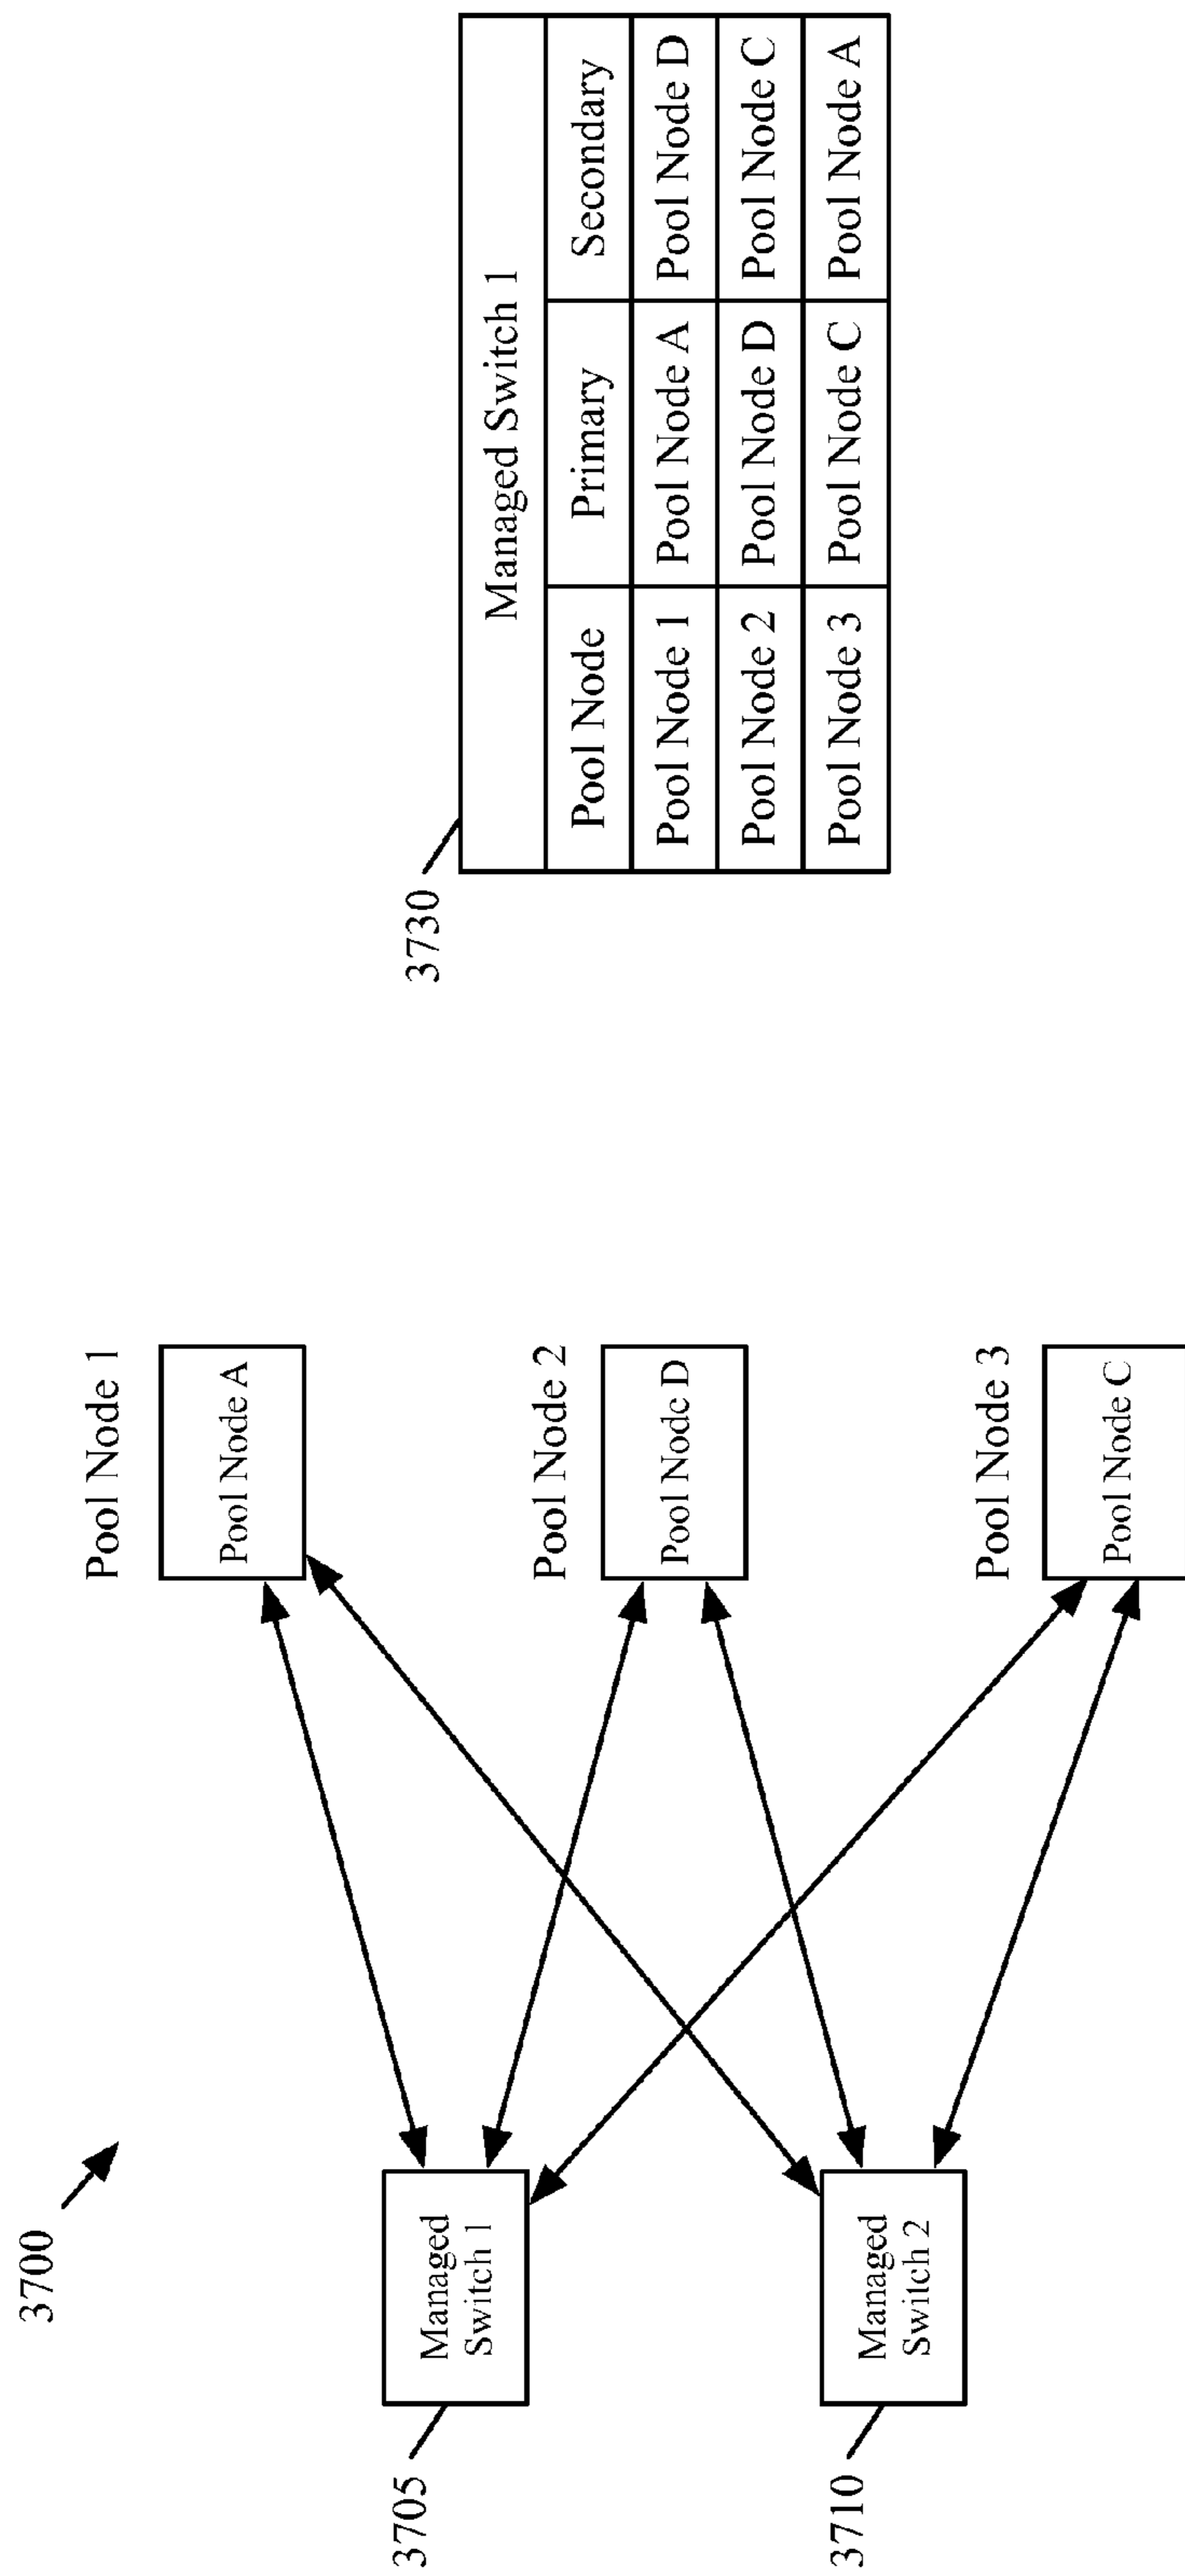 3700
Pool Node 1
Pool Node A
3705
Managed
Switch 1
Pool Node 2
Pool Node D
3710
Managed
Switch 2
Pool Node 3
Pool Node C
3730
Managed Switch 1
Pool Node Primary Secondary
Pool Node 1 Pool Node A Pool Node D
Pool Node 2 Pool Node D Pool Node C
Pool Node 3 Pool Node C Pool Node A